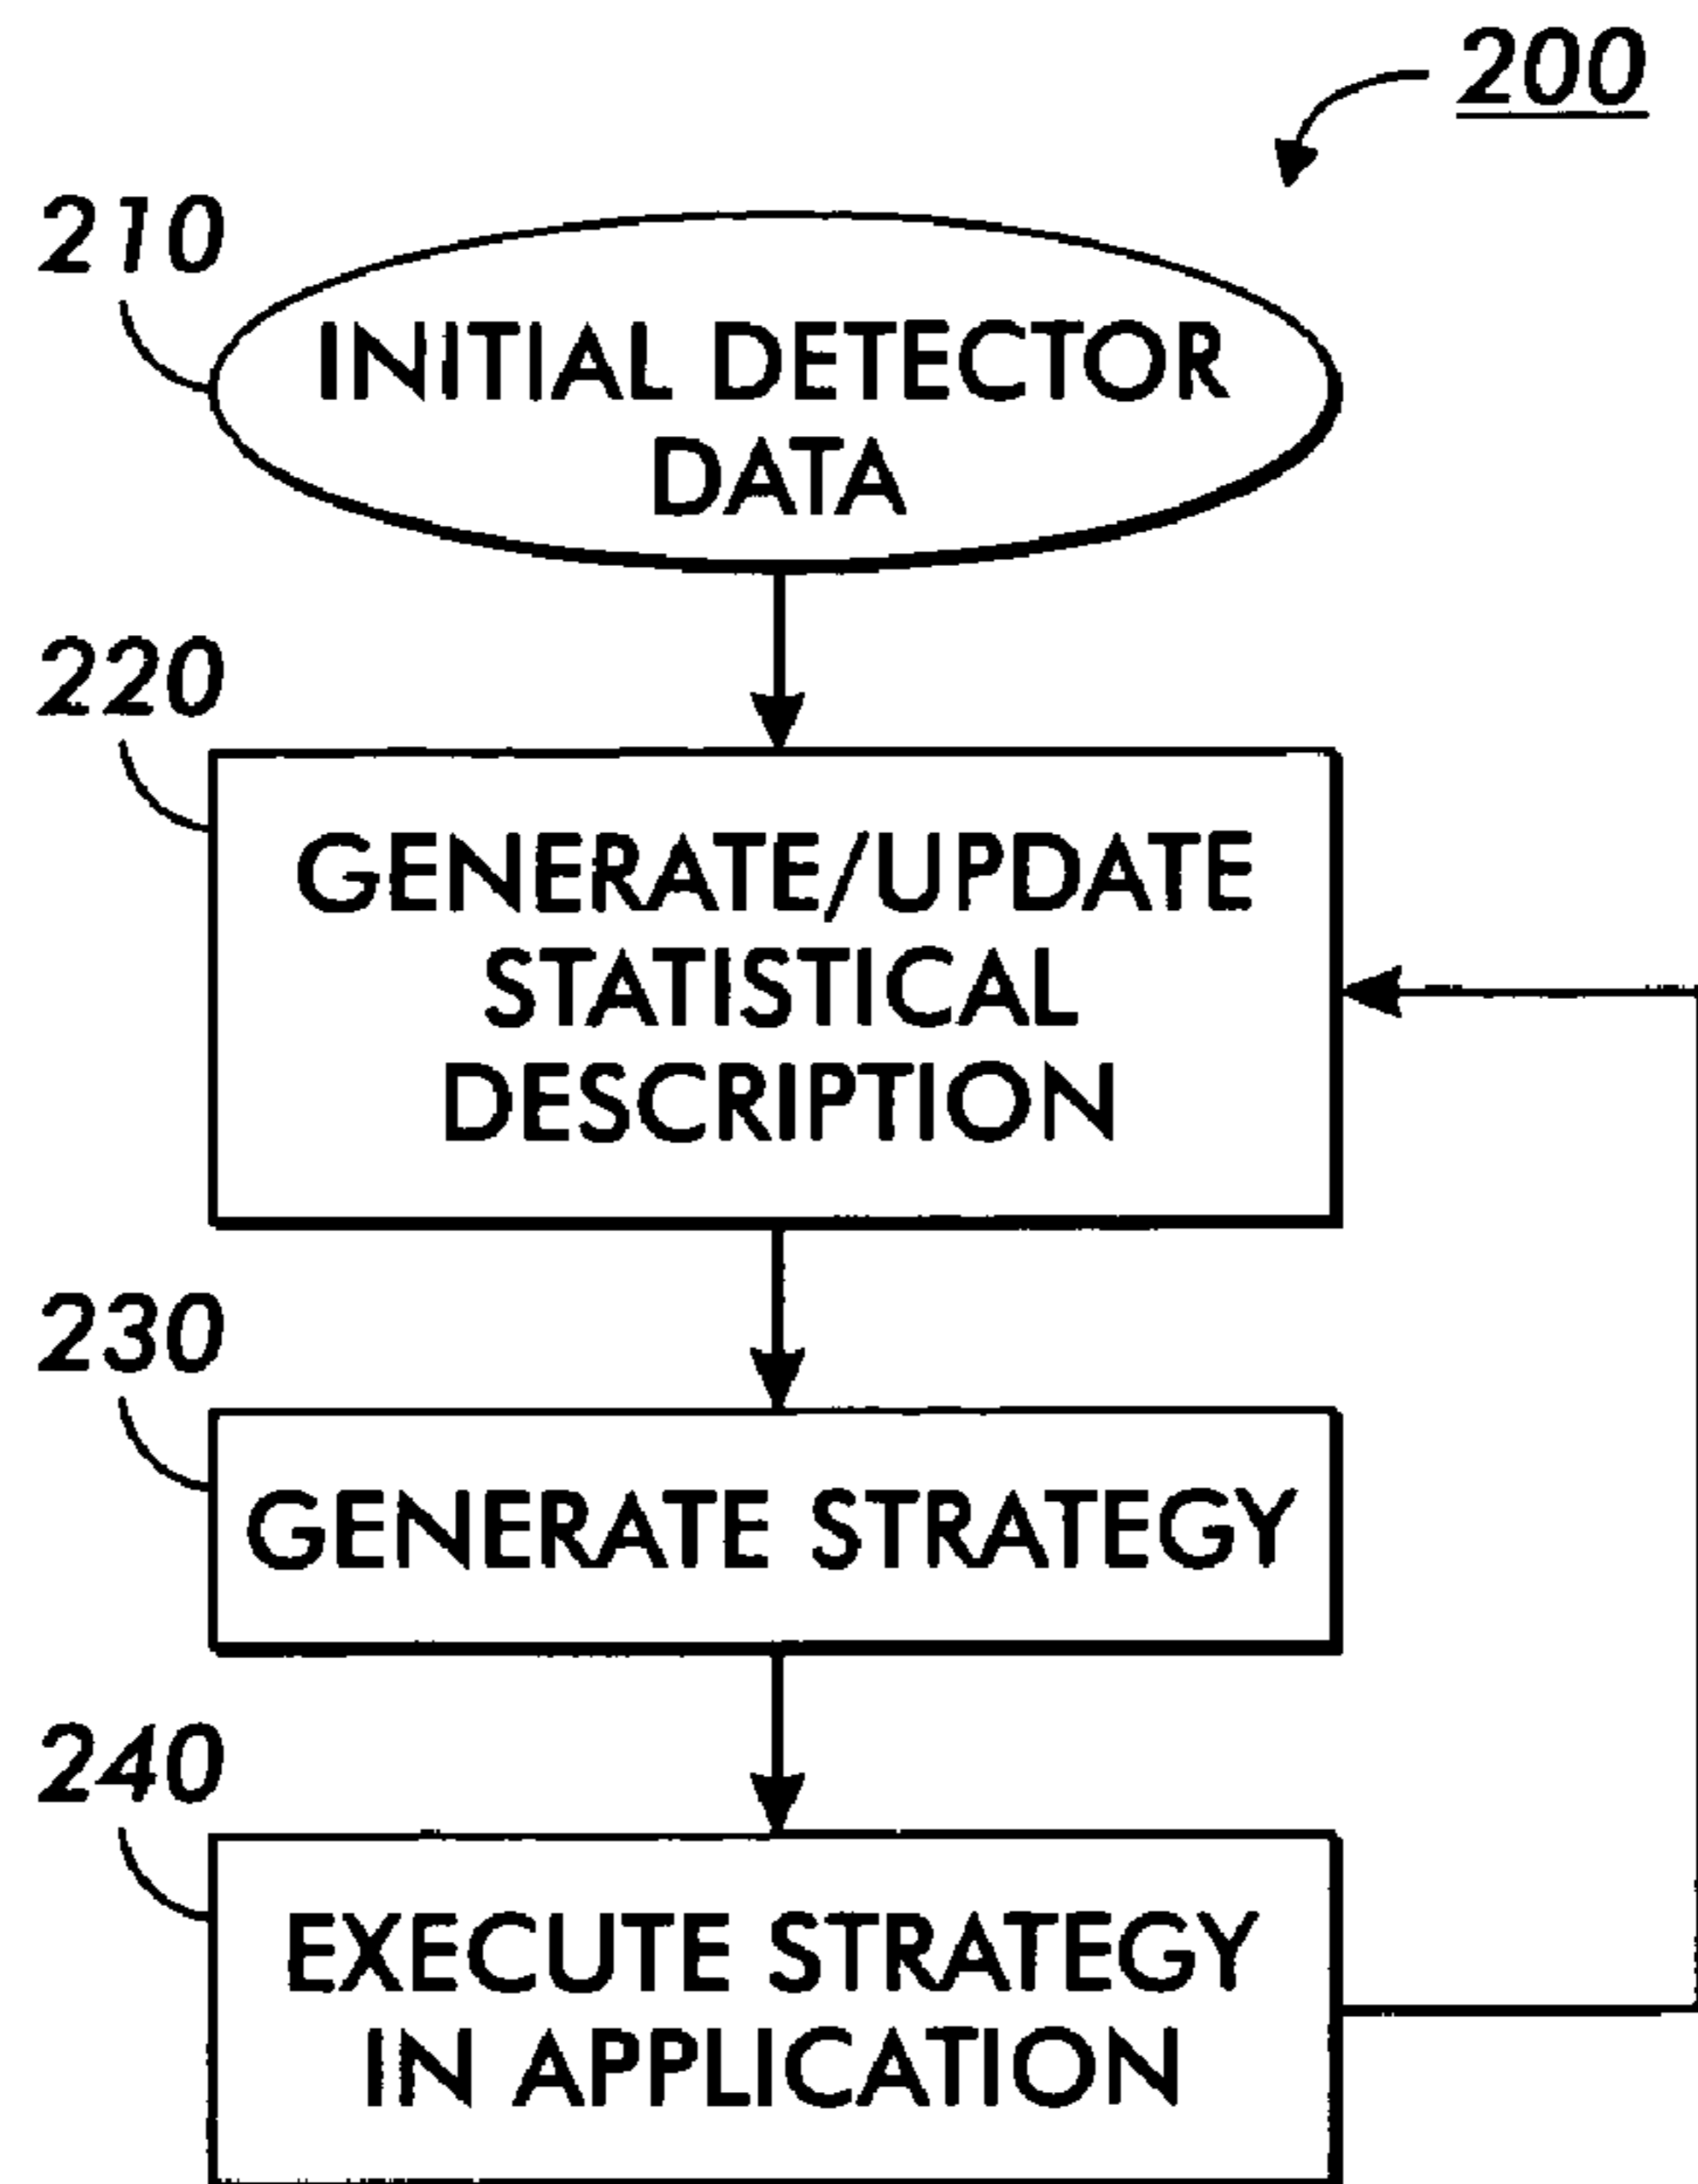 200
210
INITIAL DETECTOR
DATA
220
GENERATE/UPDATE
STATISTICAL
DESCRIPTION
230
GENERATE STRATEGY
240
EXECUTE STRATEGY
IN APPLICATION